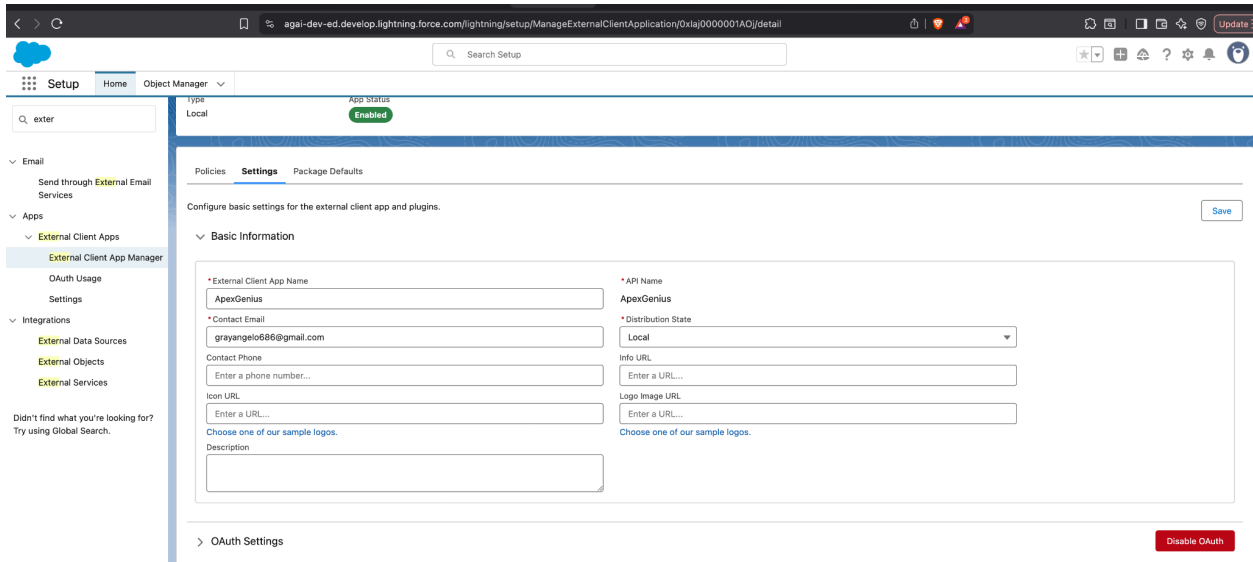 agai-dev-ed.develop.lightning.force.com/lightning/setup/ManageExternalClientApplication/0xIaj0000001AOj/detail
Update
Search Setup
Setup
Home
Object Manager
exter
Email
Send through External Email
Services
Apps
External Client Apps
External Client App Manager
OAuth Usage
Settings
Integrations
External Data Sources
External Objects
External Services
Didn't find what you're looking for?
Try using Global Search.
Type
App Status
Local
Enabled
Policies
Settings
Package Defaults
Configure basic settings for the external client app and plugins.
Save
Basic Information
*External Client App Name
*API Name
ApexGenius
ApexGenius
*Contact Email
*Distribution State
grayangelo686@gmail.com
Local
Contact Phone
Info URL
Enter a phone number...
Enter a URL...
Icon URL
Logo Image URL
Enter a URL...
Enter a URL...
Choose one of our sample logos.
Choose one of our sample logos.
Description
OAuth Settings
Disable OAuth